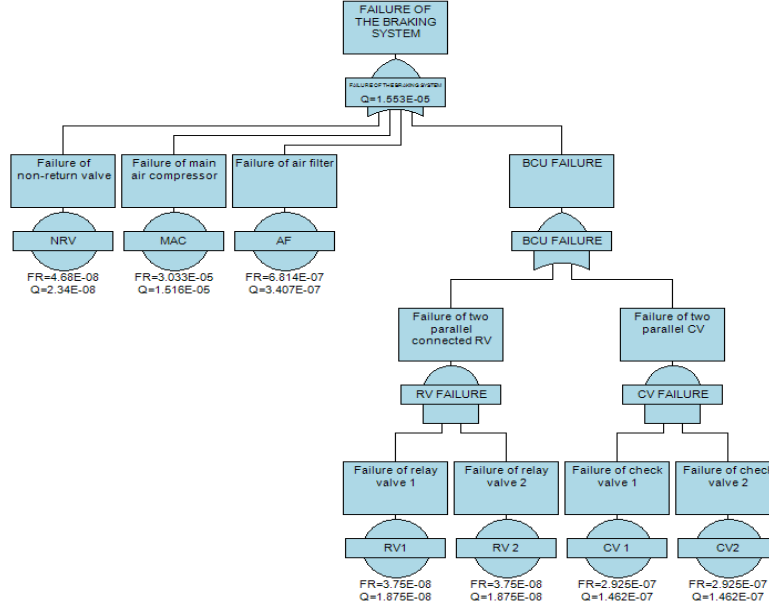 FAILURE OF
THE BRAKING
SYSTEM
FAILURE OF THE BRAKING SYSTEM
Q=1.553E-05
Failure of
non-return valve
NRV
FR=4.68E-08
Q=2.34E-08
Failure of main
air compressor
MAC
FR=3.033E-05
Q=1.516E-05
Failure of air filter
AF
FR=6.814E-07
Q=3.407E-07
BCU FAILURE
BCU FAILURE
Failure of two
parallel
connected RV
RV FAILURE
Failure of two
parallel CV
CV FAILURE
Failure of relay
valve 1
RV1
FR=3.75E-08
Q=1.875E-08
Failure of relay
valve 2
RV 2
FR=3.75E-08
Q=1.875E-08
Failure of check
valve 1
CV 1
FR=2.925E-07
Q=1.462E-07
Failure of check
valve 2
CV2
FR=2.925E-07
Q=1.462E-07